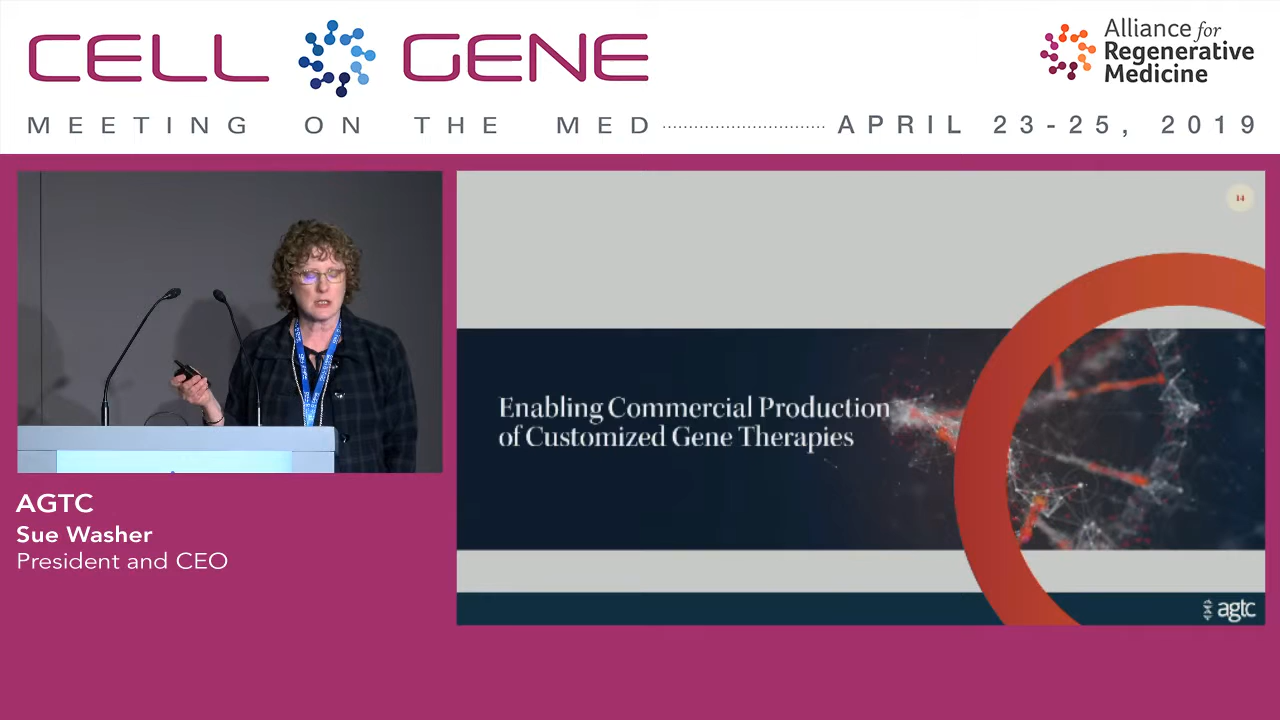 CELL GENE
Alliance for
Regenerative
Medicine
MEETING ON THE MED
APRIL 23-25, 2019
14
Enabling Commercial Production
of Customized Gene Therapies
AGTC
Sue Washer
President and CEO
agtc